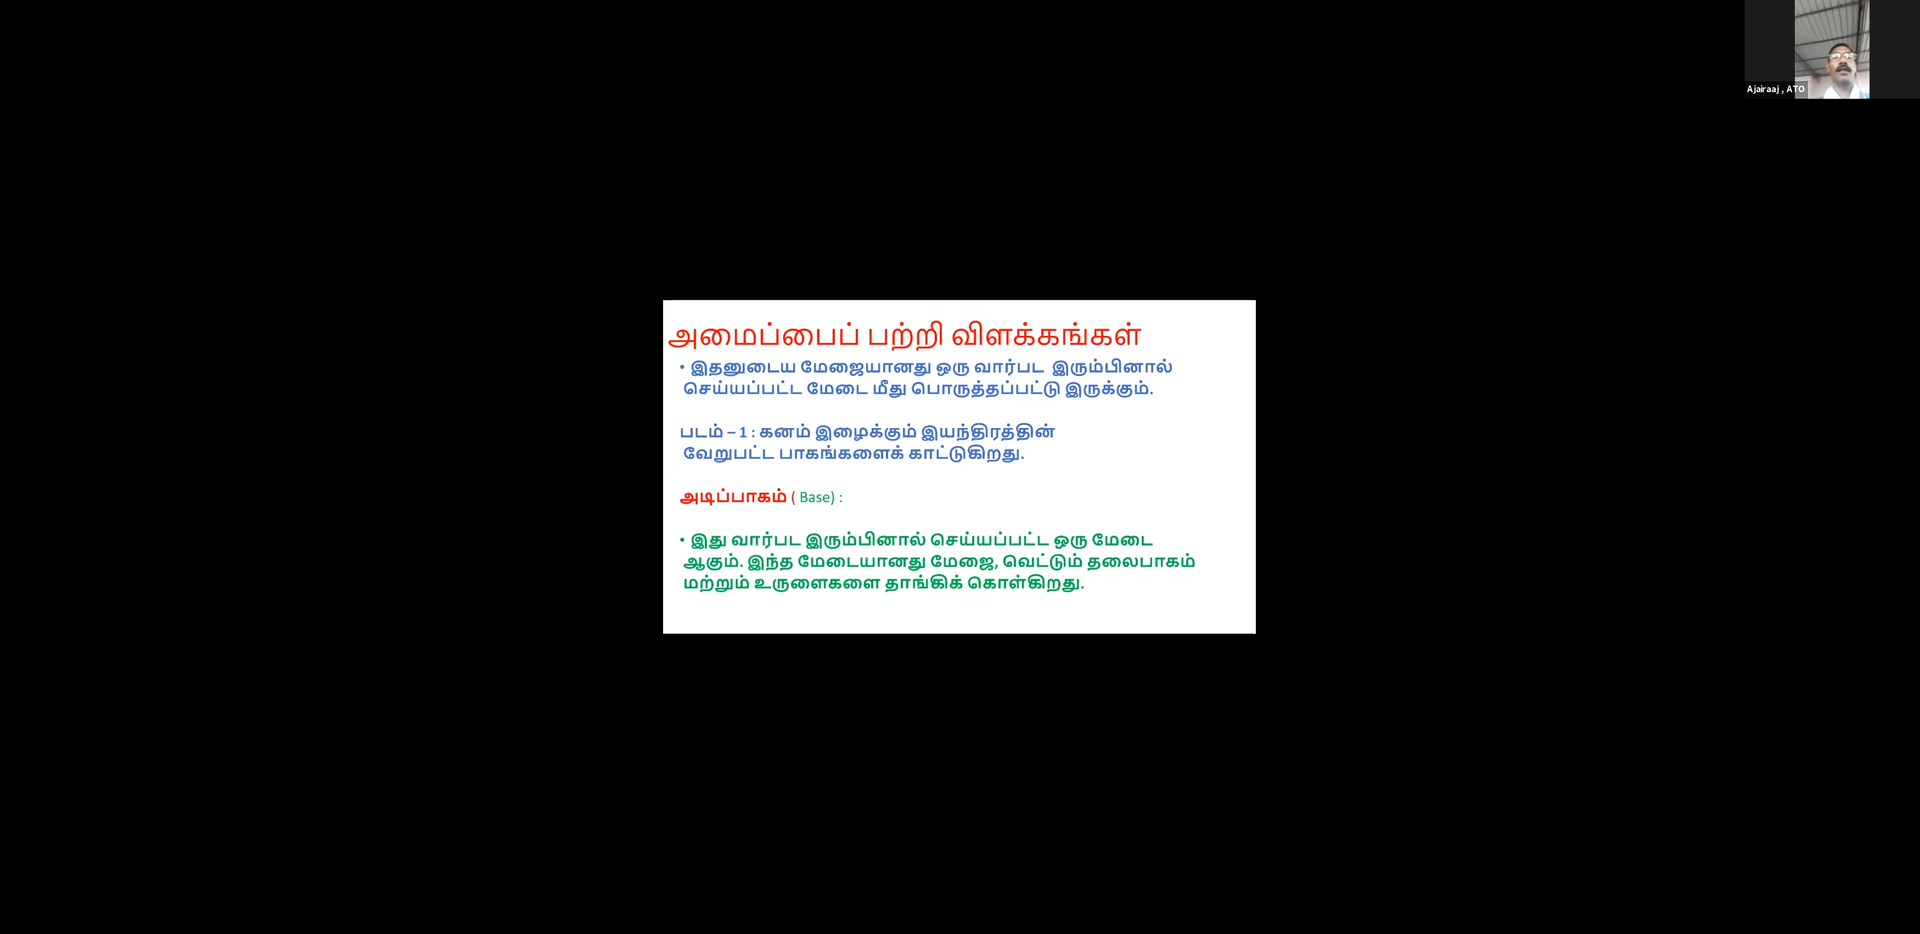 Ajairaaj , ATO
அமைப்பைப் பற்றி விளக்கங்கள்
• இதனுடைய மேஜையானது ஒரு வார்பட இரும்பினால்
செய்யப்பட்ட மேடை மீது பொருத்தப்பட்டு இருக்கும்.
படம் – 1 : கனம் இழைக்கும் இயந்திரத்தின்
வேறுபட்ட பாகங்களைக் காட்டுகிறது.
அடிப்பாகம் ( Base) :
• இது வார்பட இரும்பினால் செய்யப்பட்ட ஒரு மேடை
ஆகும். இந்த மேடையானது மேஜை, வெட்டும் தலைபாகம்
மற்றும் உருளைகளை தாங்கிக் கொள்கிறது.